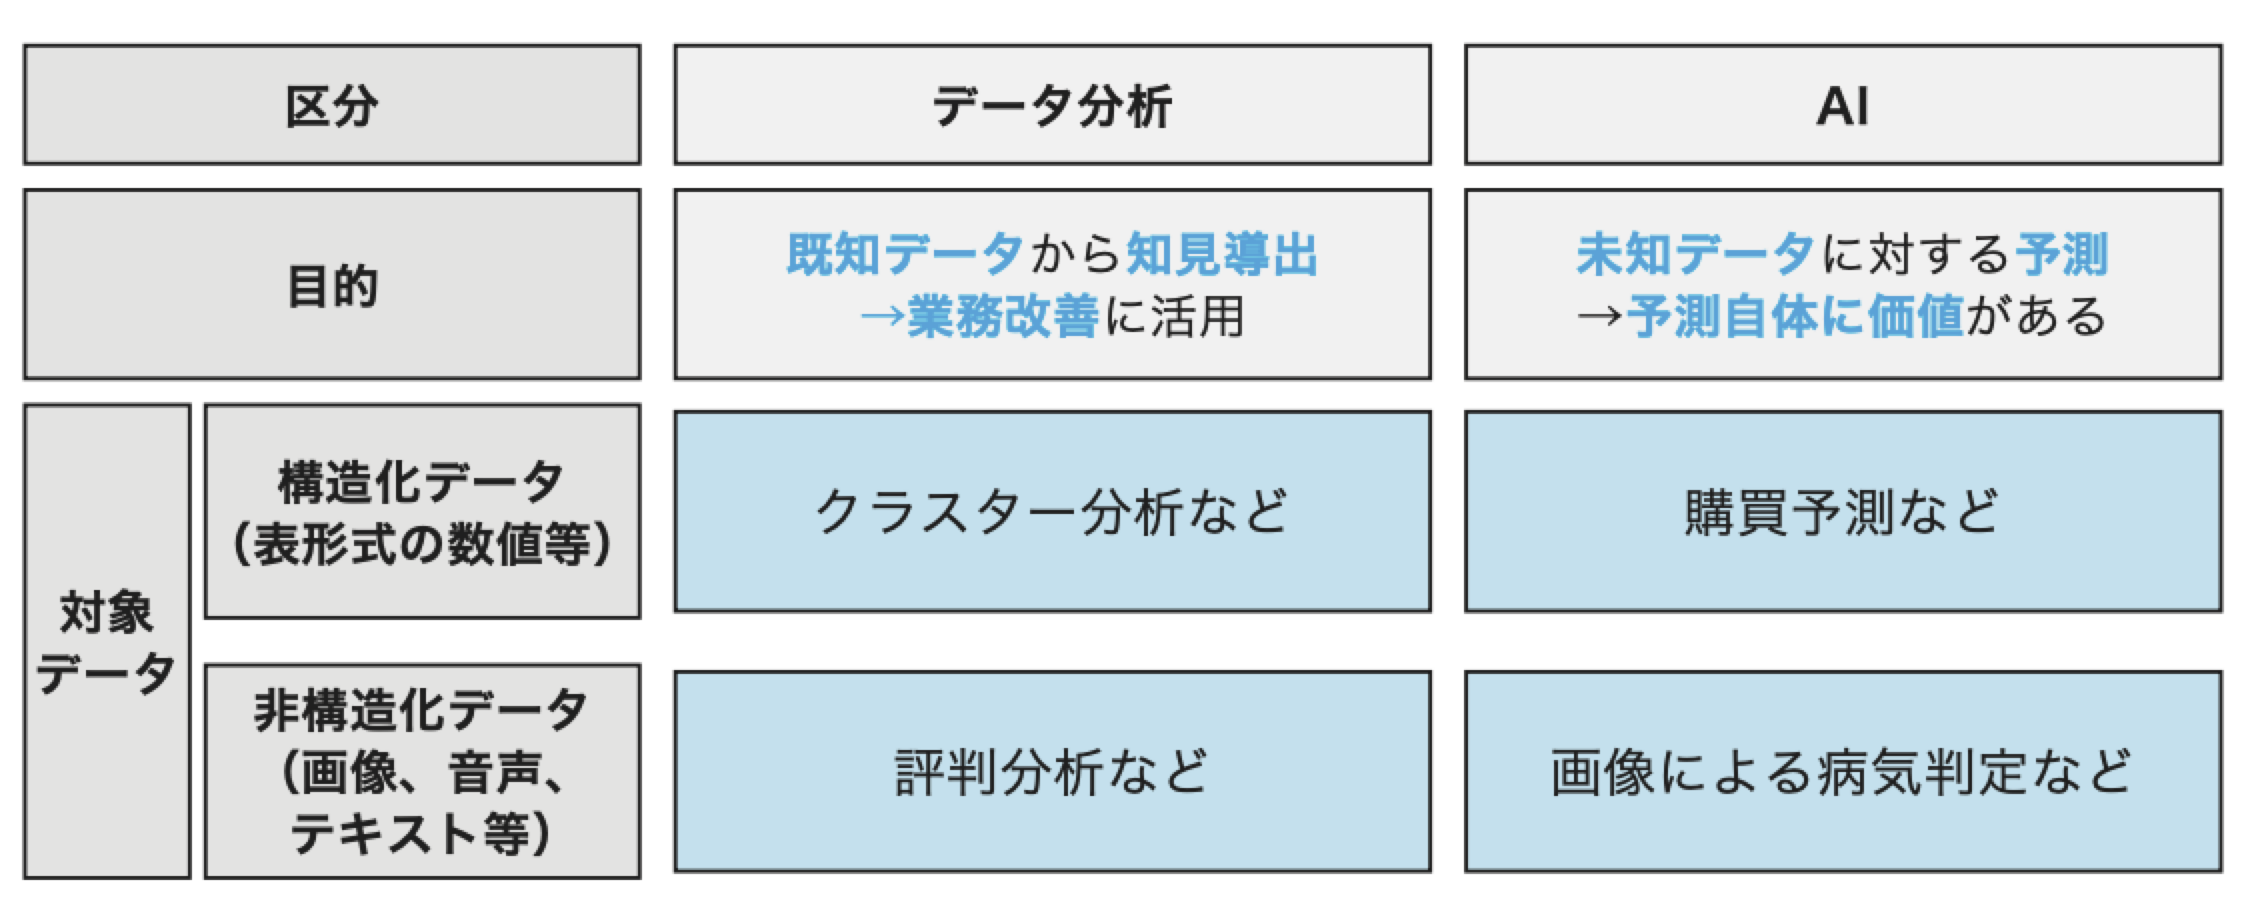 区分
データ分析
AI
目的
既知データから知見導出
→業務改善に活用
未知データに対する予測
→予測自体に価値がある
対象
データ
構造化データ
（表形式の数値等）
クラスター分析など
購買予測など
非構造化データ
（画像、音声、
テキスト等）
評判分析など
画像による病気判定など